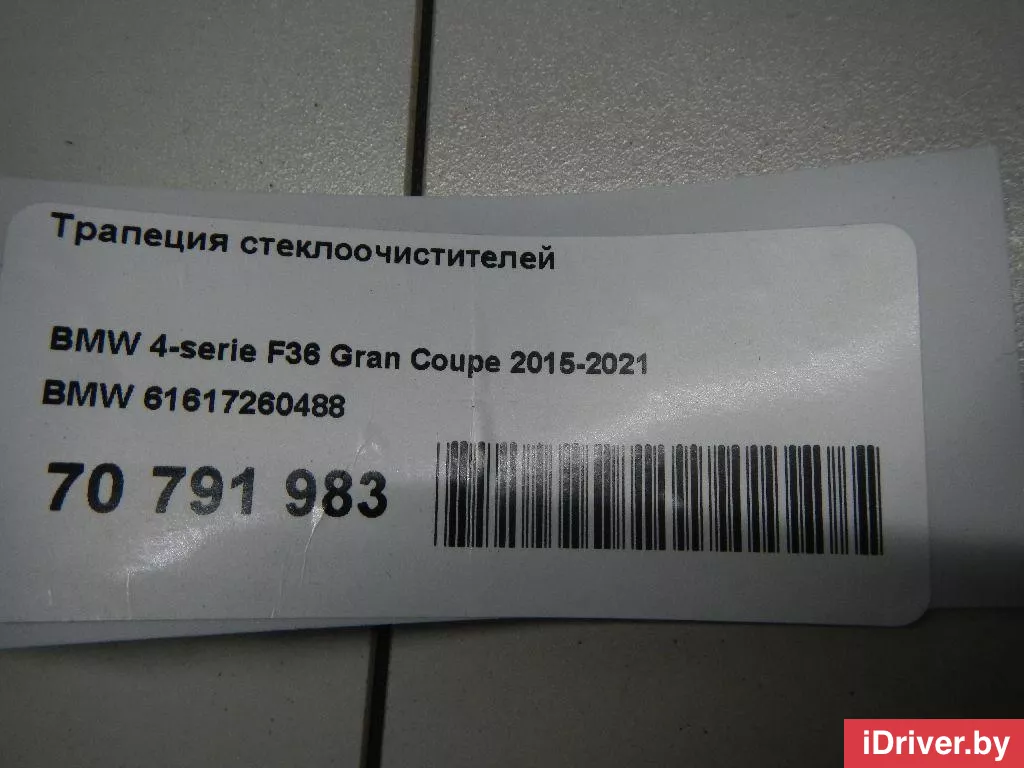 Трапеция стеклоочистителей
BMW 4-serie F36 Gran Coupe 2015-2021
BMW 61617260488
70 791 983
iDriver.by